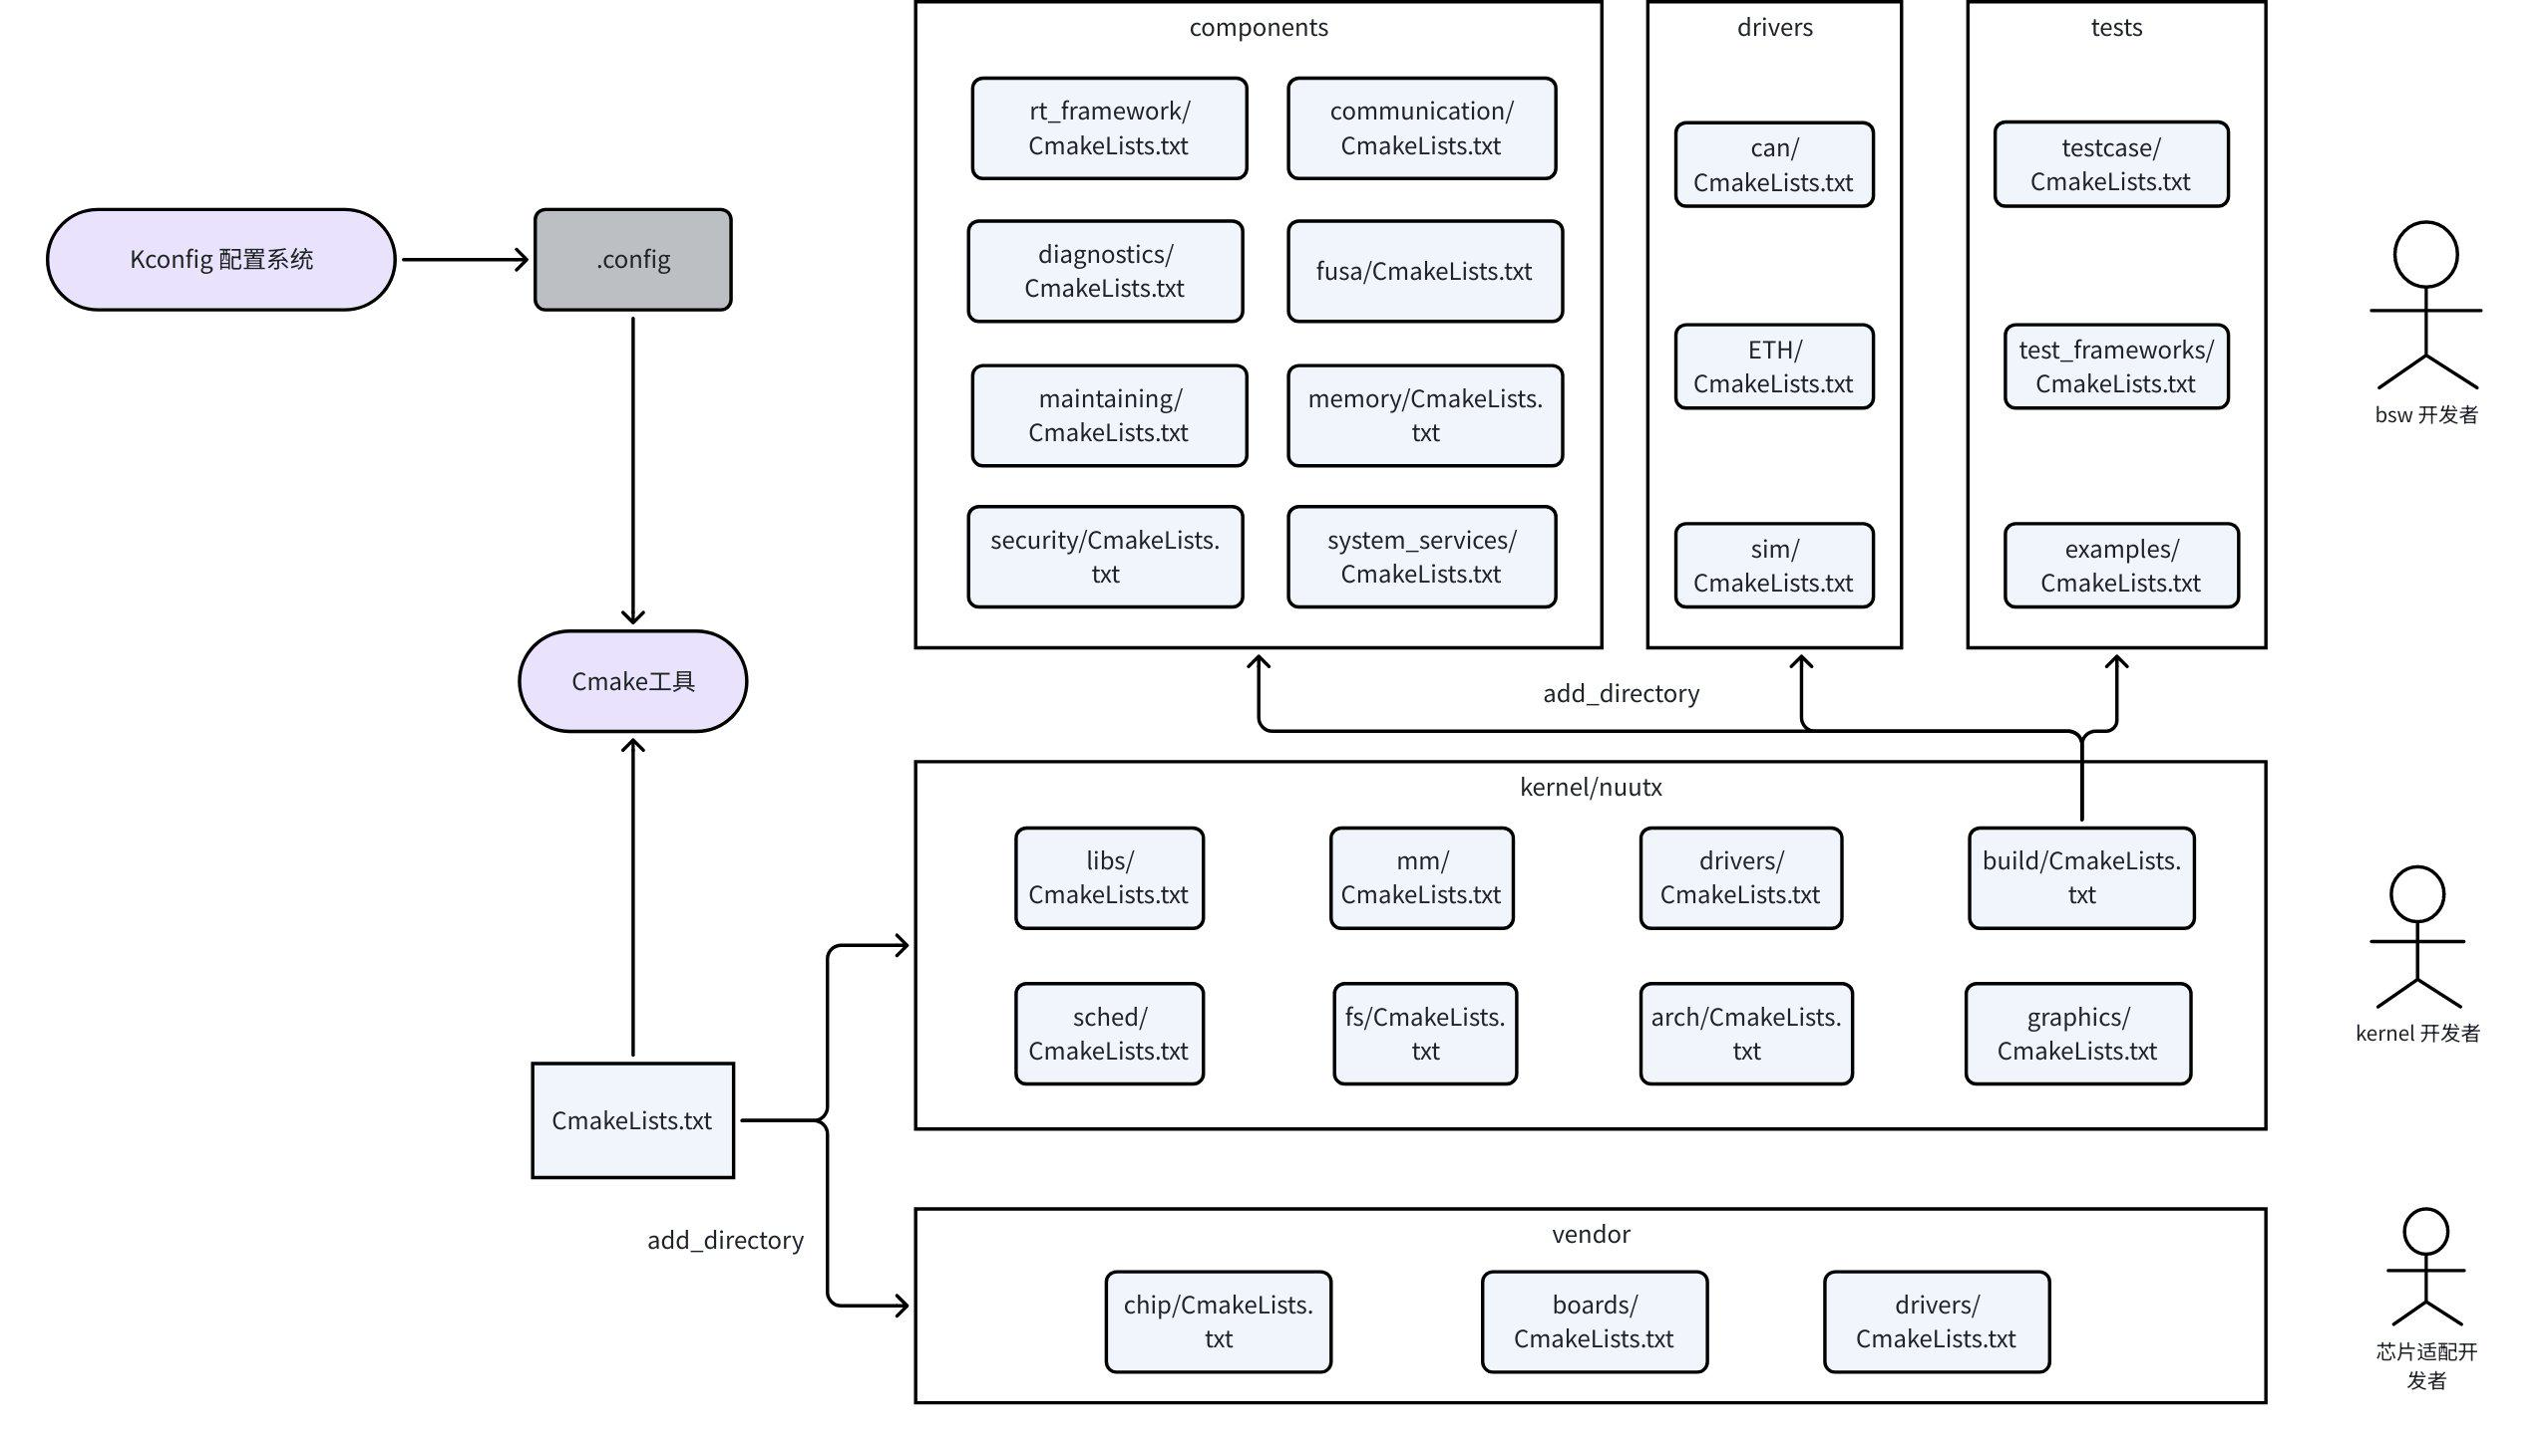 components
rt_framework/
CmakeLists.txt
communication/
CmakeLists.txt
diagnostics/
CmakeLists.txt
fusa/CmakeLists.txt
maintaining/
CmakeLists.txt
memory/CmakeLists.
txt
security/CmakeLists.
txt
system_services/
CmakeLists.txt
drivers
can/
CmakeLists.txt
ETH/
CmakeLists.txt
sim/
CmakeLists.txt
tests
testcase/
CmakeLists.txt
test_frameworks/
CmakeLists.txt
examples/
CmakeLists.txt
bsw 开发者
Kconfig 配置系统
.config
Cmake工具
add_directory
kernel/nuutx
libs/
CmakeLists.txt
mm/
CmakeLists.txt
drivers/
CmakeLists.txt
build/CmakeLists.
txt
sched/
CmakeLists.txt
fs/CmakeLists.
txt
arch/CmakeLists.
txt
graphics/
CmakeLists.txt
kernel 开发者
CmakeLists.txt
add_directory
vendor
chip/CmakeLists.
txt
boards/
CmakeLists.txt
drivers/
CmakeLists.txt
芯片适配开
发者